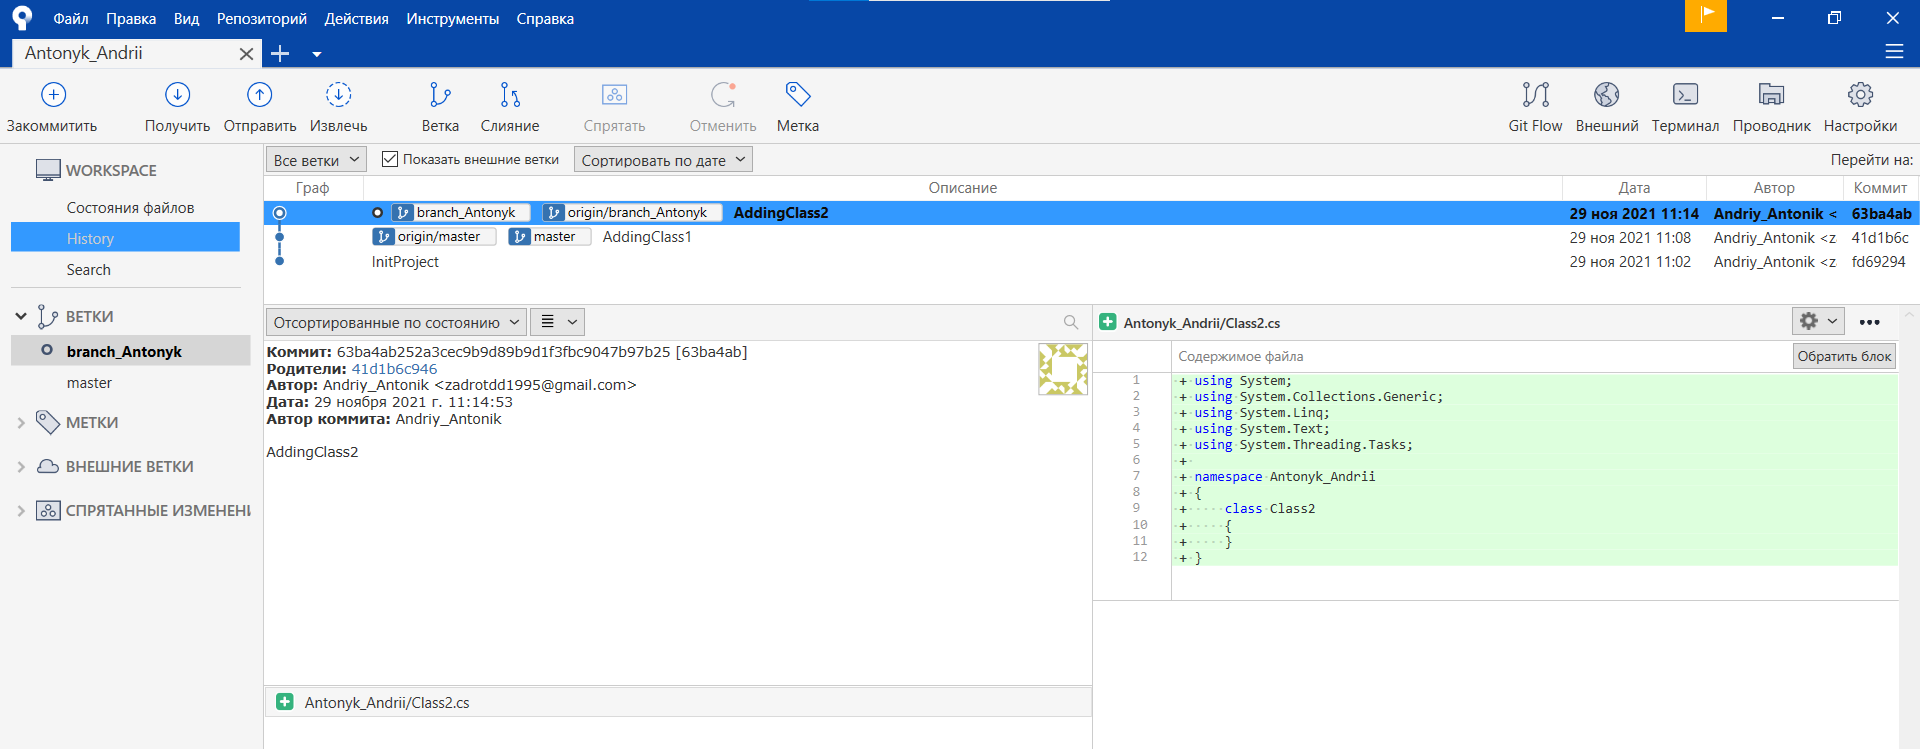 Файл Правка Вид Репозиторий Действия Инструменты Справка
Antonyk_Andrii
Закоммитить Получить Отправить Извлечь Ветка Слияние Спрятать Отменить Метка Git Flow Внешний Терминал Проводник Настройки
WORKSPACE
Состояния файлов
History
Search
ВЕТКИ
branch_Antonyk
master
МЕТКИ
ВНЕШНИЕ ВЕТКИ
СПРЯТАННЫЕ ИЗМЕНЕНИ
Все ветки Показать внешние ветки Сортировать по дате Перейти на:
Граф Описание Дата Автор Коммит
branch_Antonyk origin/branch_Antonyk AddingClass2 29 ноя 2021 11:14 Andriy_Antonik < 63ba4ab
origin/master master AddingClass1 29 ноя 2021 11:08 Andriy_Antonik <z 41d1b6c
InitProject 29 ноя 2021 11:02 Andriy_Antonik <z fd69294
Отсортированные по состоянию
Коммит: 63ba4ab252a3cec9b9d89b9d1f3fbc9047b97b25 [63ba4ab]
Родители: 41d1b6c946
Автор: Andriy_Antonik <zadrotdd1995@gmail.com>
Дата: 29 ноября 2021 г. 11:14:53
Автор коммита: Andriy_Antonik
AddingClass2
Antonyk_Andrii/Class2.cs
Antonyk_Andrii/Class2.cs
Содержимое файла Обратить блок
1 + using System;
2 + using System.Collections.Generic;
3 + using System.Linq;
4 + using System.Text;
5 + using System.Threading.Tasks;
6 +
7 + namespace Antonyk_Andrii
8 + {
9 + class Class2
10 + {
11 + }
12 + }